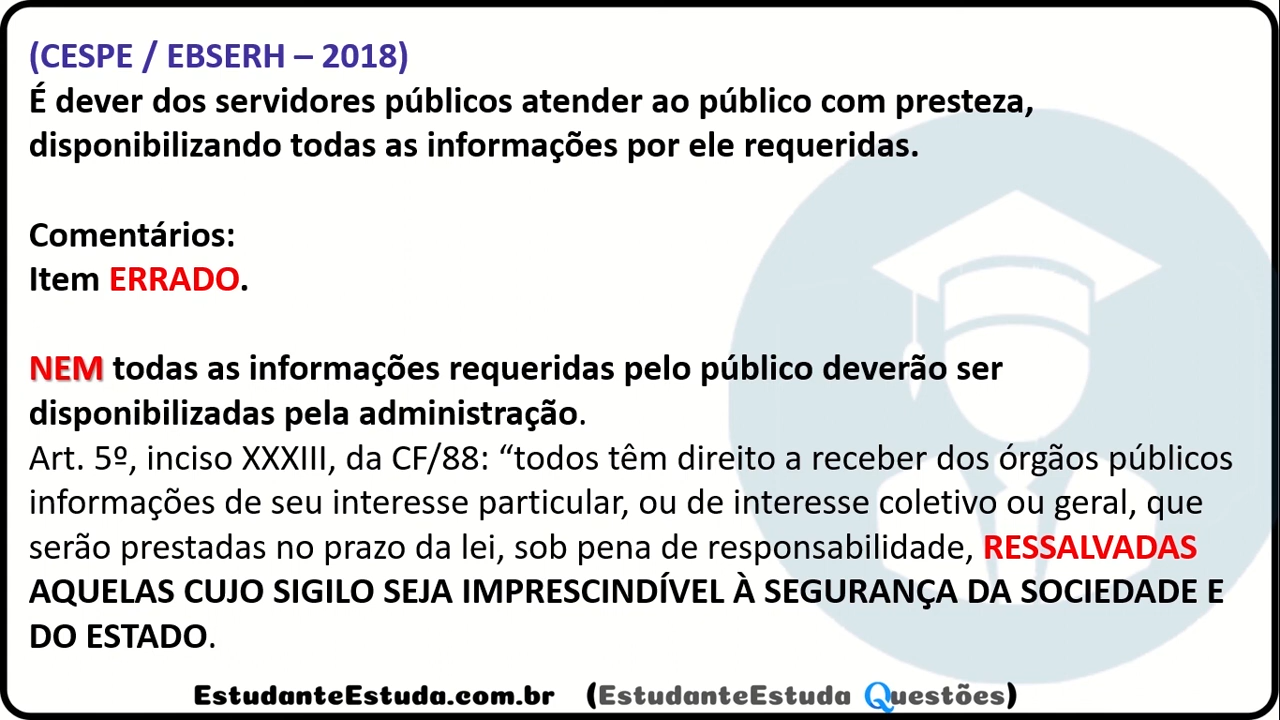 (CESPE / EBSERH – 2018)
É dever dos servidores públicos atender ao público com presteza,
disponibilizando todas as informações por ele requeridas.
Comentários:
Item ERRADO.
NEM todas as informações requeridas pelo público deverão ser
disponibilizadas pela administração.
Art. 5º, inciso XXXIII, da CF/88: “todos têm direito a receber dos órgãos públicos
informações de seu interesse particular, ou de interesse coletivo ou geral, que
serão prestadas no prazo da lei, sob pena de responsabilidade, RESSALVADAS
AQUELAS CUJO SIGILO SEJA IMPRESCINDÍVEL À SEGURANÇA DA SOCIEDADE E
DO ESTADO.
EstudanteEstuda.com.br (EstudanteEstuda Questões)